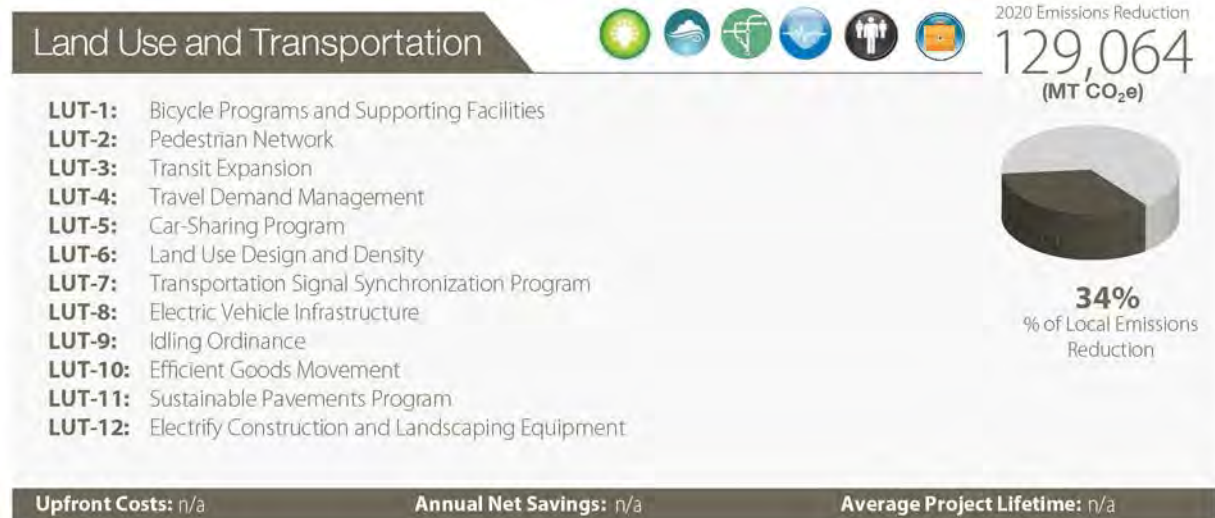 Land Use and Transportation
2020 Emissions Reduction
129,064
(MT CO₂e)
LUT-1: Bicycle Programs and Supporting Facilities
LUT-2: Pedestrian Network
LUT-3: Transit Expansion
LUT-4: Travel Demand Management
LUT-5: Car-Sharing Program
LUT-6: Land Use Design and Density
LUT-7: Transportation Signal Synchronization Program
LUT-8: Electric Vehicle Infrastructure
LUT-9: Idling Ordinance
LUT-10: Efficient Goods Movement
LUT-11: Sustainable Pavements Program
LUT-12: Electrify Construction and Landscaping Equipment
34%
% of Local Emissions
Reduction
Upfront Costs: n/a Annual Net Savings: n/a Average Project Lifetime: n/a